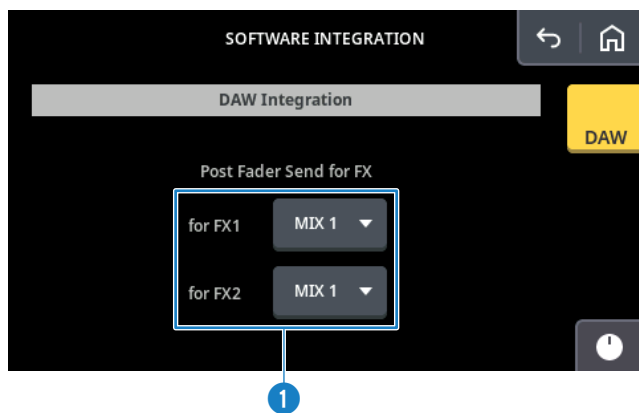 SOFTWARE INTEGRATION
DAW Integration
DAW
Post Fader Send for FX
for FX1 MIX 1
for FX2 MIX 1
1